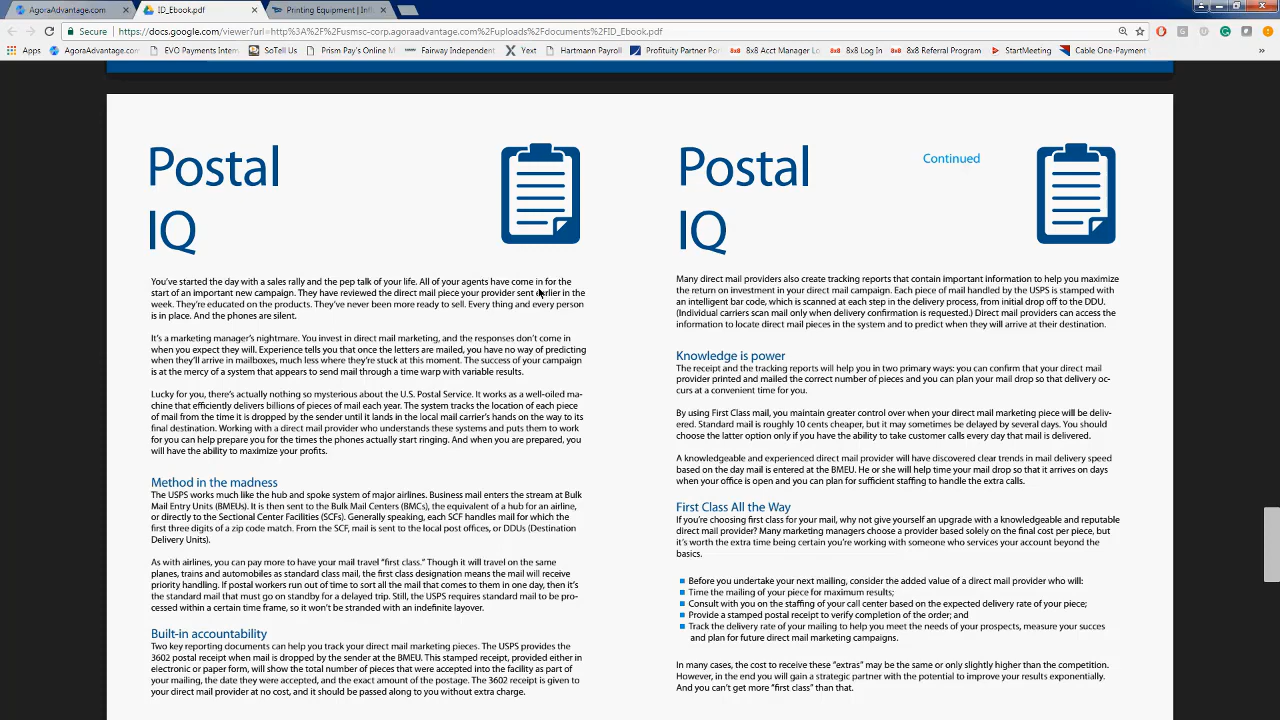 AgoraAdvantage.com
ID_Ebook.pdf
Printing Equipment | Infi
Secure
https://docs.google.com/viewer?url=http%3A%2F%2Fusmsc-corp.agoraadvantage.com%2Fuploads%2Fdocuments%2FID_Ebook.pdf
Apps
AgoraAdvantage.com
EVO Payments Intern
SoTellUs
Prism Pay's Online M
Fairway Independent
Yext
Hartmann Payroll
Profituity Partner Por
8x8 Acct Manager Lo
8x8 Log In
8x8 Referral Program
StartMeeting
Cable One-Payment
Postal
IQ
You've started the day with a sales rally and the pep talk of your life. All of your agents have come in for the
start of an important new campaign. They have reviewed the direct mail piece your provider sent earlier in the
week. They're educated on the products. They've never been more ready to sell. Every thing and every person
is in place. And the phones are silent.
It's a marketing manager's nightmare. You invest in direct mail marketing, and the responses don't come in
when you expect they will. Experience tells you that once the letters are mailed, you have no way of predicting
when they'll arrive in mailboxes, much less where they're stuck at this moment. The success of your campaign
is at the mercy of a system that appears to send mail through a time warp with variable results.
Lucky for you, there's actually nothing so mysterious about the U.S. Postal Service. It works as a well-oiled ma-
chine that efficiently delivers billions of pieces of mail each year. The system tracks the location of each piece
of mail from the time it is dropped by the sender until it lands in the local mail carrier's hands on the way to its
final destination. Working with a direct mail provider who understands these systems and puts them to work
for you can help prepare you for the times the phones actually start ringing. And when you are prepared, you
will have the ability to maximize your profits.
Method in the madness
The USPS works much like the hub and spoke system of major airlines. Business mail enters the stream at Bulk
Mail Entry Units (BMEUs). It is then sent to the Bulk Mail Centers (BMCs), the equivalent of a hub for an airline,
or directly to the Sectional Center Facilities (SCFs). Generally speaking, each SCF handles mail for which the
first three digits of a zip code match. From the SCF, mail is sent to the local post offices, or DDUs (Destination
Delivery Units).
As with airlines, you can pay more to have your mail travel "first class." Though it will travel on the same
planes, trains and automobiles as standard class mail, the first class designation means the mail will receive
priority handling. If postal workers run out of time to sort all the mail that comes to them in one day, then it's
the standard mail that must go on standby for a delayed trip. Still, the USPS requires standard mail to be pro-
cessed within a certain time frame, so it won't be stranded with an indefinite layover.
Built-in accountability
Two key reporting documents can help you track your direct mail marketing pieces. The USPS provides the
3602 postal receipt when mail is dropped by the sender at the BMEU. This stamped receipt, provided either in
electronic or paper form, will show the total number of pieces that were accepted into the facility as part of
your mailing, the date they were accepted, and the exact amount of the postage. The 3602 receipt is given to
your direct mail provider at no cost, and it should be passed along to you without extra charge.
Postal
IQ
Continued
Many direct mail providers also create tracking reports that contain important information to help you maximize
the return on investment in your direct mail campaign. Each piece of mail handled by the USPS is stamped with
an intelligent bar code, which is scanned at each step in the delivery process, from initial drop off to the DDU.
(Individual carriers scan mail only when delivery confirmation is requested.) Direct mail providers can access the
information to locate direct mail pieces in the system and to predict when they will arrive at their destination.
Knowledge is power
The receipt and the tracking reports will help you in two primary ways: you can confirm that your direct mail
provider printed and mailed the correct number of pieces and you can plan your mail drop so that delivery oc-
curs at a convenient time for you.
By using First Class mail, you maintain greater control over when your direct mail marketing piece will be deliv-
ered. Standard mail is roughly 10 cents cheaper, but it may sometimes be delayed by several days. You should
choose the latter option only if you have the ability to take customer calls every day that mail is delivered.
A knowledgeable and experienced direct mail provider will have discovered clear trends in mail delivery speed
based on the day mail is entered at the BMEU. He or she will help time your mail drop so that it arrives on days
when your office is open and you can plan for sufficient staffing to handle the extra calls.
First Class All the Way
If you're choosing first class for your mail, why not give yourself an upgrade with a knowledgeable and reputable
direct mail provider? Many marketing managers choose a provider based solely on the final cost per piece, but
it's worth the extra time being certain you're working with someone who services your account beyond the
basics.
Before you undertake your next mailing, consider the added value of a direct mail provider who will:
Time the mailing of your piece for maximum results;
Consult with you on the staffing of your call center based on the expected delivery rate of your piece;
Provide a stamped postal receipt to verify completion of the order; and
Track the delivery rate of your mailing to help you meet the needs of your prospects, measure your succes
and plan for future direct mail marketing campaigns.
In many cases, the cost to receive these "extras" may be the same or only slightly higher than the competition.
However, in the end you will gain a strategic partner with the potential to improve your results exponentially.
And you can't get more "first class" than that.